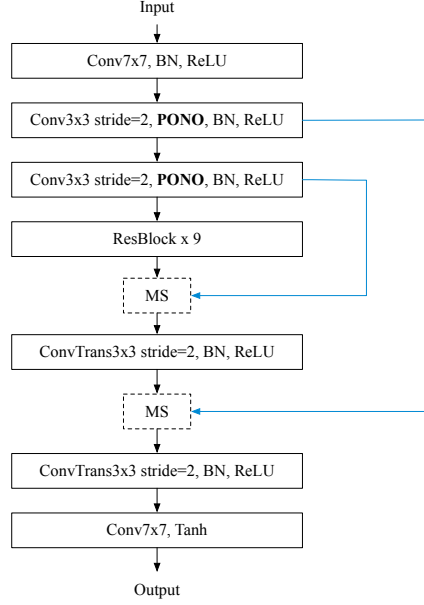 Input
Conv7x7, BN, ReLU
Conv3x3 stride=2, PONO, BN, ReLU
Conv3x3 stride=2, PONO, BN, ReLU
ResBlock x 9
MS
ConvTrans3x3 stride=2, BN, ReLU
MS
ConvTrans3x3 stride=2, BN, ReLU
Conv7x7, Tanh
Output